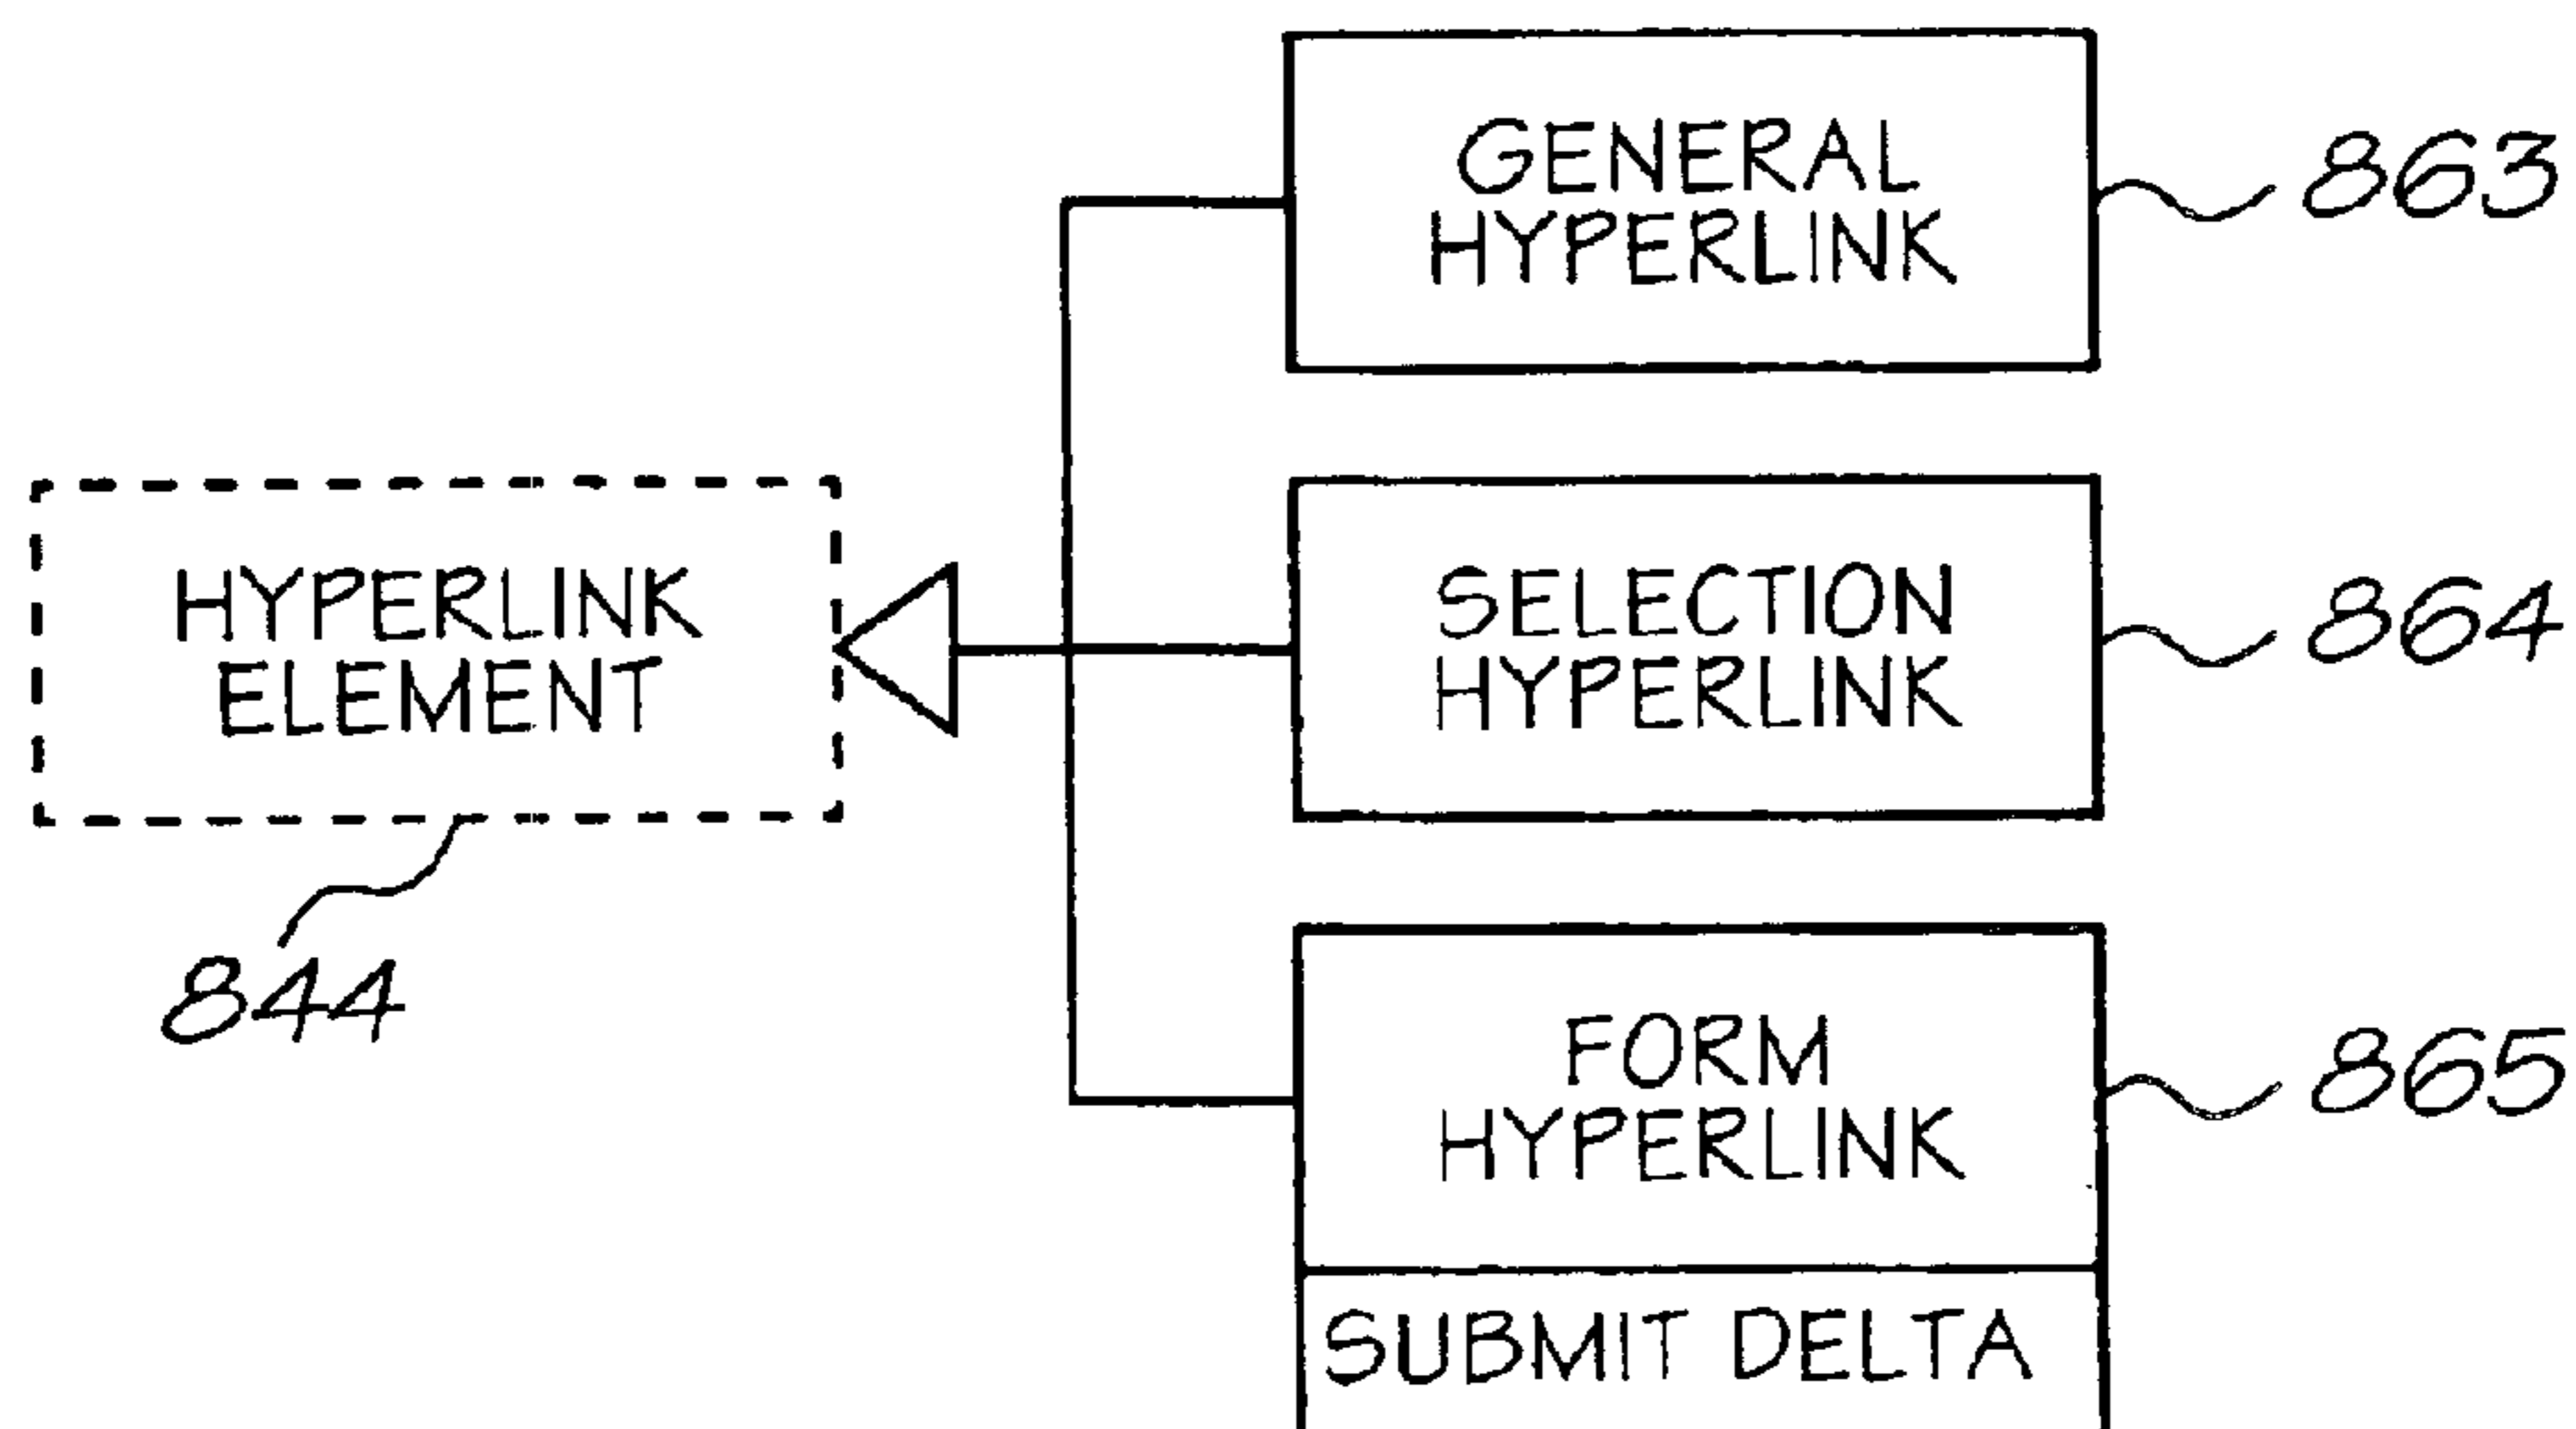 GENERAL
HYPERLINK
863
HYPERLINK
ELEMENT
844
SELECTION
HYPERLINK
864
FORM
HYPERLINK
865
SUBMIT DELTA